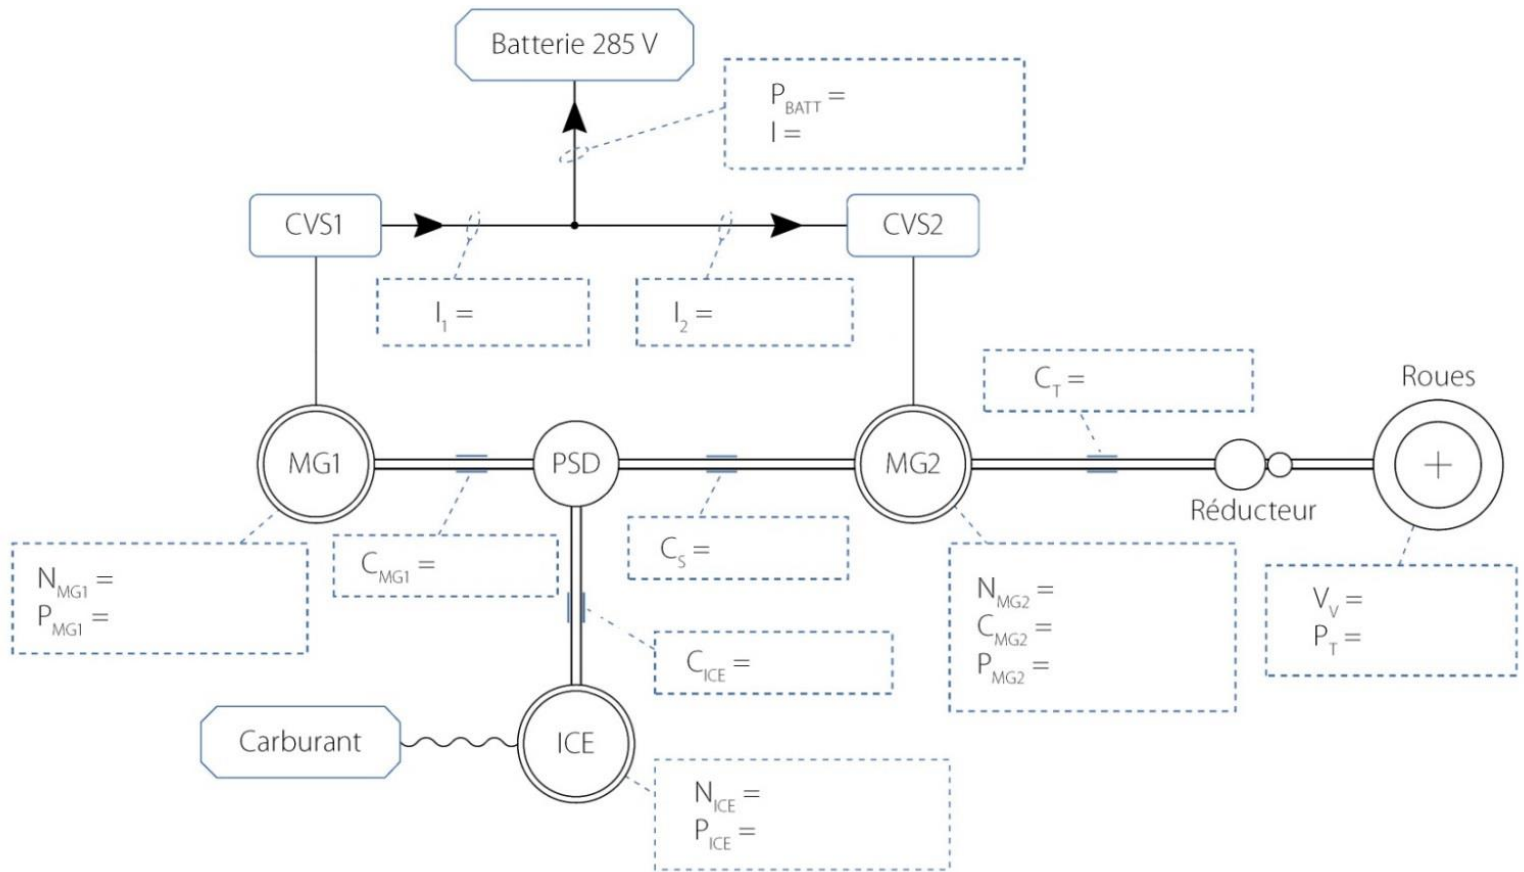 Batterie 285 V
P_BATT =
I =
CVS1
CVS2
I_1 =
I_2 =
C_T =
Roues
MG1
PSD
MG2
Réducteur
N_MG1 =
P_MG1 =
C_MG1 =
C_S =
N_MG2 =
C_MG2 =
P_MG2 =
V_V =
P_T =
C_ICE =
Carburant
ICE
N_ICE =
P_ICE =